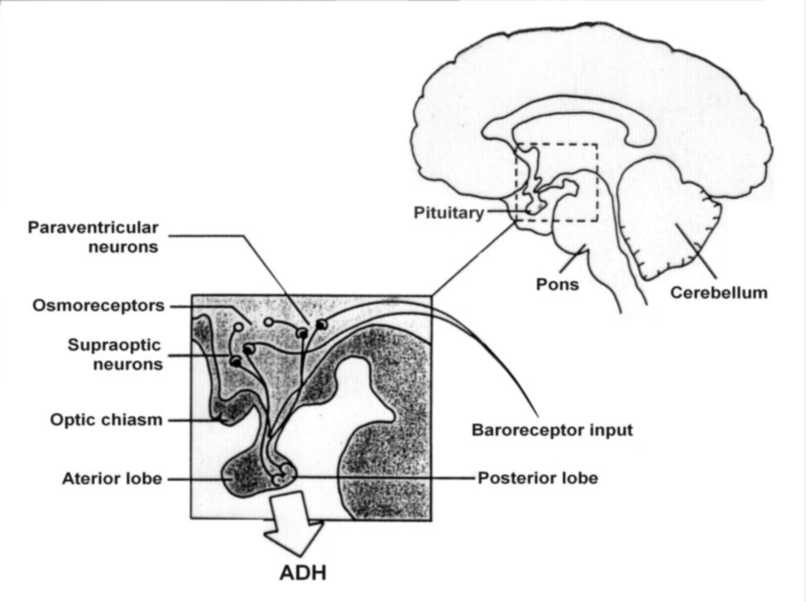 Pituitary
Pons
Cerebellum
Paraventricular
neurons
Osmoreceptors
Supraoptic
neurons
Optic chiasm
Aterior lobe
Baroreceptor input
Posterior lobe
ADH